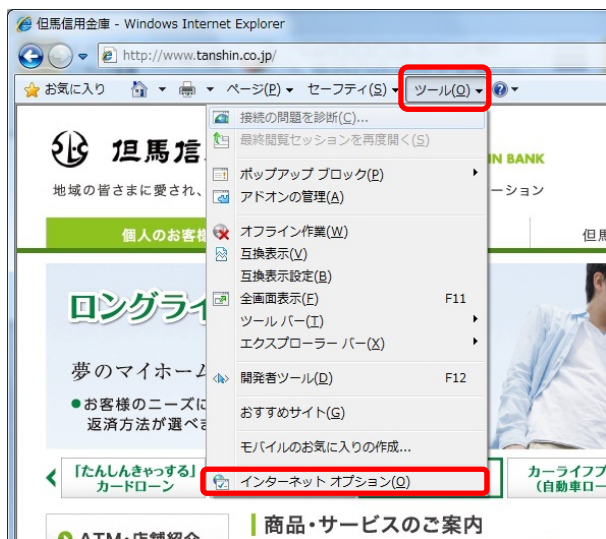 但馬信用金庫 - Windows Internet Explorer
http://www.tanshin.co.jp/
お気に入り ページ(P) セーフティ(S) ツール(O)
接続の問題を診断(C)...
最終閲覧セッションを再度開く(S)
但馬信
IN BANK
ポップアップ ブロック(P)
地域の皆さまに愛され、
ーション
アドオンの管理(A)
個人のお客様
オフライン作業(W)
但馬
互換表示(V)
互換表示設定(B)
ロングライ
全画面表示(F) F11
ツール バー(T)
エクスプローラー バー(X)
夢のマイホーム
開発者ツール(D) F12
●お客様のニーズに
返済方法が選べま
おすすめサイト(G)
モバイルのお気に入りの作成...
「たんしんきゃっする」
カードローン
インターネット オプション(O)
カーライフプ
(自動車ロー
ATM・店舗紹介
商品・サービスのご案内